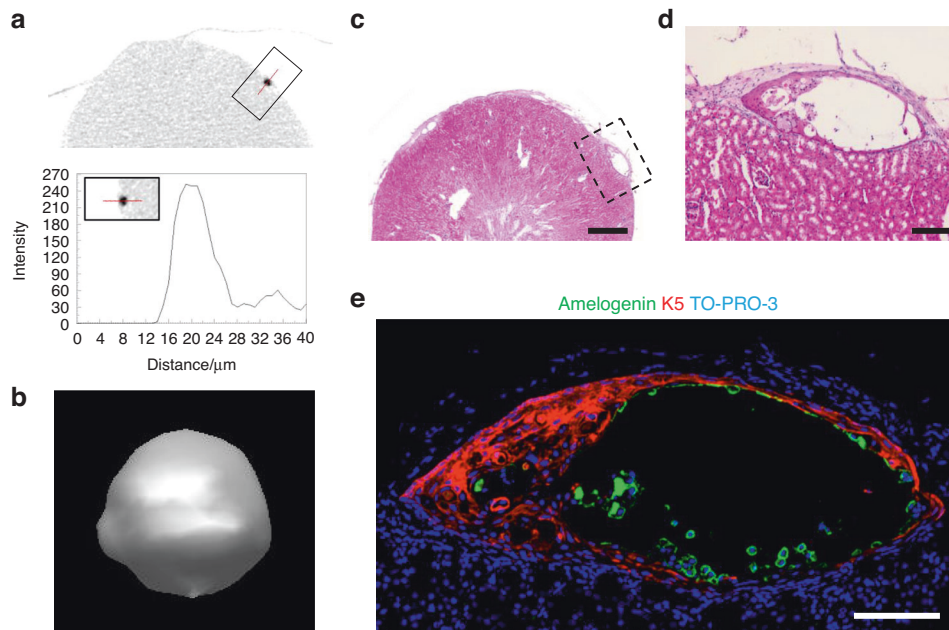 a
270
240
210
180
150
120
90
60
30
0
Intensity
0 4 8 12 16 20 24 28 32 36 40
Distance/μm
b
c
d
e
Amelogenin K5 TO-PRO-3